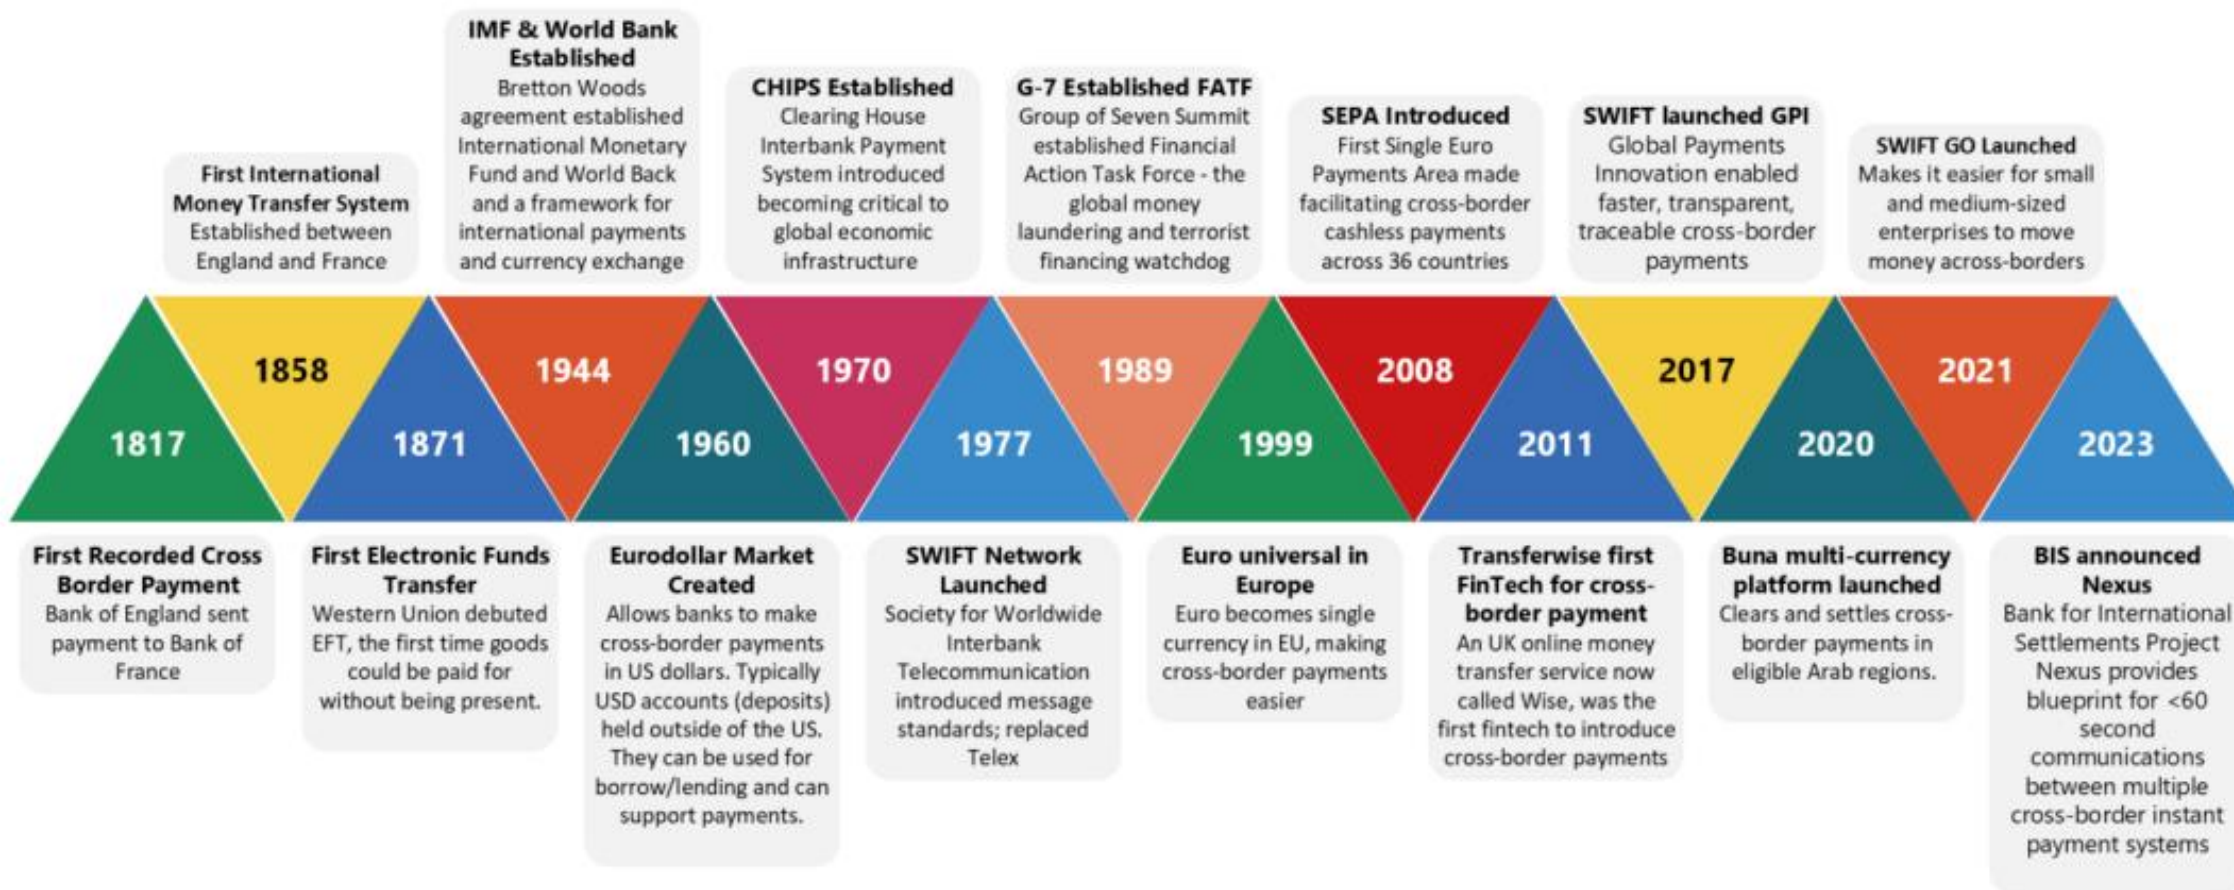 First International
Money Transfer System
Established between
England and France
IMF & World Bank
Established
Bretton Woods
agreement established
International Monetary
Fund and World Back
and a framework for
international payments
and currency exchange
CHIPS Established
Clearing House
Interbank Payment
System introduced
becoming critical to
global economic
infrastructure
G-7 Established FATF
Group of Seven Summit
established Financial
Action Task Force - the
global money
laundering and terrorist
financing watchdog
SEPA Introduced
First Single Euro
Payments Area made
facilitating cross-border
cashless payments
across 36 countries
SWIFT launched GPI
Global Payments
Innovation enabled
faster, transparent,
traceable cross-border
payments
SWIFT GO Launched
Makes it easier for small
and medium-sized
enterprises to move
money across-borders
1817
1858
1871
1944
1960
1970
1977
1989
1999
2008
2011
2017
2020
2021
2023
First Recorded Cross
Border Payment
Bank of England sent
payment to Bank of
France
First Electronic Funds
Transfer
Western Union debuted
EFT, the first time goods
could be paid for
without being present.
Eurodollar Market
Created
Allows banks to make
cross-border payments
in US dollars. Typically
USD accounts (deposits)
held outside of the US.
They can be used for
borrow/lending and can
support payments.
SWIFT Network
Launched
Society for Worldwide
Interbank
Telecommunication
introduced message
standards; replaced
Telex
Euro universal in
Europe
Euro becomes single
currency in EU, making
cross-border payments
easier
Transferwise first
FinTech for cross-
border payment
An UK online money
transfer service now
called Wise, was the
first fintech to introduce
cross-border payments
Buna multi-currency
platform launched
Clears and settles cross-
border payments in
eligible Arab regions.
BIS announced
Nexus
Bank for International
Settlements Project
Nexus provides
blueprint for <60
second
communications
between multiple
cross-border instant
payment systems